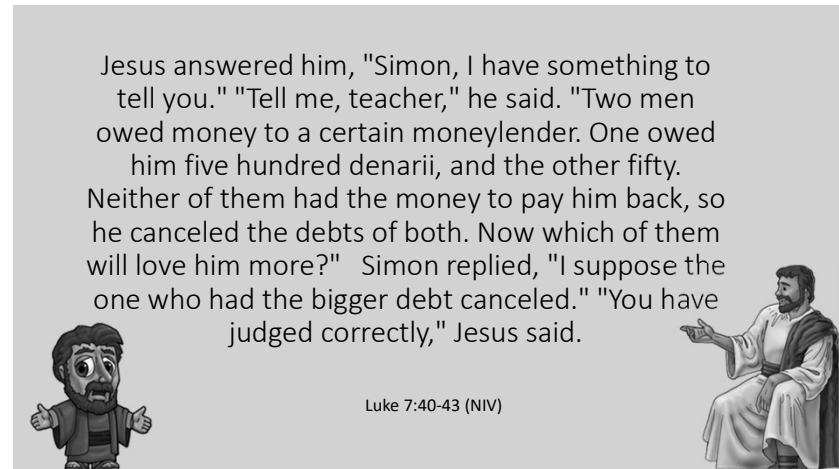 Jesus answered him, "Simon, I have something to
tell you." "Tell me, teacher," he said. "Two men
owed money to a certain moneylender. One owed
him five hundred denarii, and the other fifty.
Neither of them had the money to pay him back, so
he canceled the debts of both. Now which of them
will love him more?"   Simon replied, "I suppose the
one who had the bigger debt canceled." "You have
judged correctly," Jesus said.
Luke 7:40-43 (NIV)